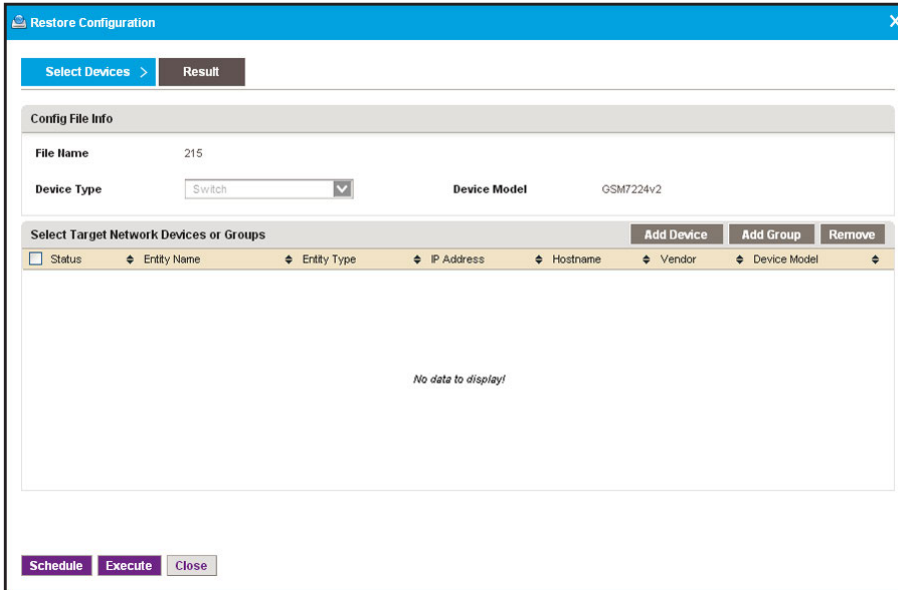 Restore Configuration X
Select Devices > Result
Config File Info
File Name 215
Device Type Switch Device Model GSM7224v2
Select Target Network Devices or Groups Add Device Add Group Remove
Status Entity Name Entity Type IP Address Hostname Vendor Device Model
No data to display!
Schedule Execute Close